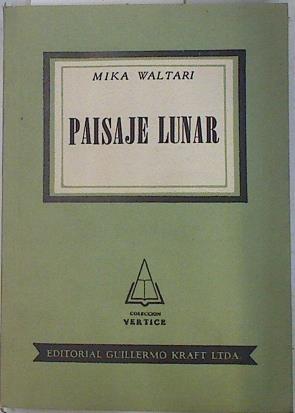 MIKA WALTARI
PAISAJE LUNAR
COLECCION
VERTICE
EDITORIAL GUILLERMO KRAFT LTDA.